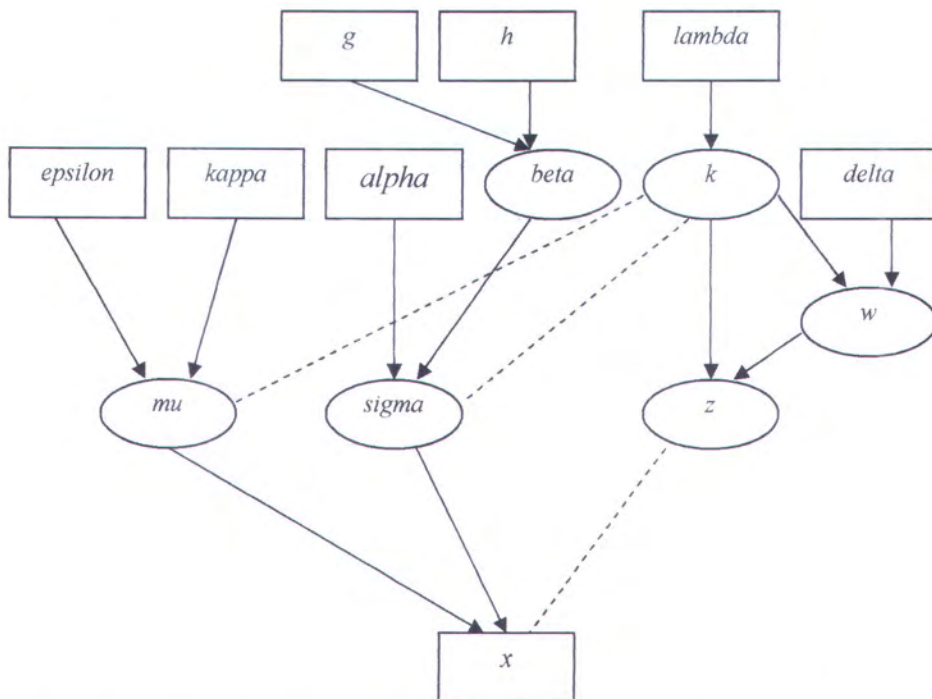 g
h
lambda
epsilon
kappa
alpha
beta
k
delta
w
mu
sigma
z
x